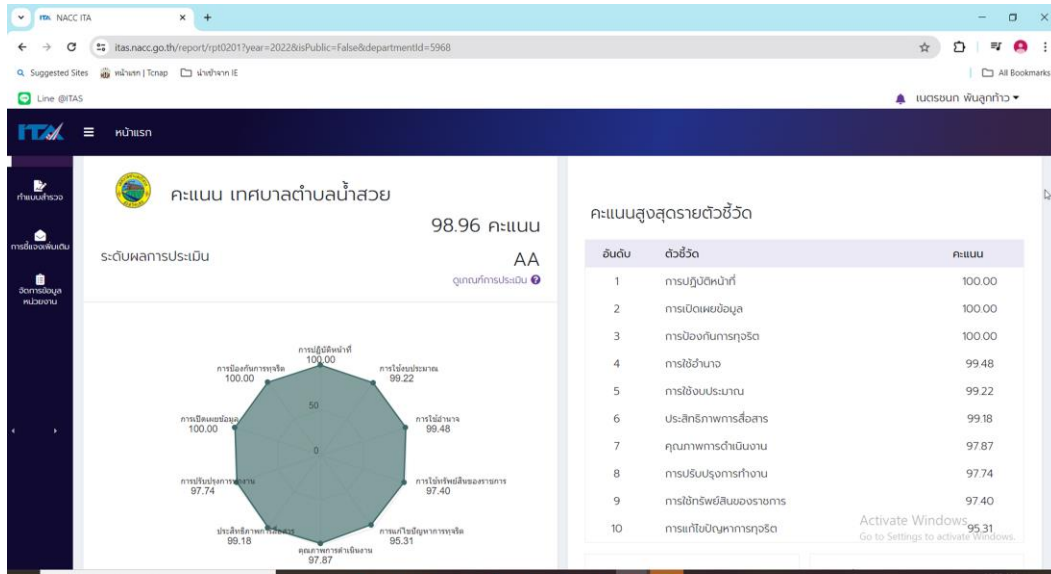 ITA NACC ITA
itas.nacc.go.th/report/rpt0201?year=2022&isPublic=False&departmentId=5968
Suggested Sites หน้าแรก | Tcnap นำเข้าจาก IE All Bookmarks
Line @ITAS เนตรชนก พันลูกท้าว
ITA หน้าแรก
ทำแบบสำรวจ
การชี้แจงเพิ่มเติม
จัดการข้อมูล
หน่วยงาน
คะแนน เทศบาลตำบลน้ำสวย
98.96 คะแนน
ระดับผลการประเมิน AA
ดูเกณฑ์การประเมิน
การปฏิบัติหน้าที่
100.00
การใช้งบประมาณ
99.22
การใช้อำนาจ
99.48
การใช้ทรัพย์สินของราชการ
97.40
การแก้ไขปัญหาการทุจริต
95.31
คุณภาพการดำเนินงาน
97.87
ประสิทธิภาพการสื่อสาร
99.18
การปรับปรุงการทำงาน
97.74
การเปิดเผยข้อมูล
100.00
การป้องกันการทุจริต
100.00
50
0
คะแนนสูงสุดรายตัวชี้วัด
อันดับ ตัวชี้วัด คะแนน
1 การปฏิบัติหน้าที่ 100.00
2 การเปิดเผยข้อมูล 100.00
3 การป้องกันการทุจริต 100.00
4 การใช้อำนาจ 99.48
5 การใช้งบประมาณ 99.22
6 ประสิทธิภาพการสื่อสาร 99.18
7 คุณภาพการดำเนินงาน 97.87
8 การปรับปรุงการทำงาน 97.74
9 การใช้ทรัพย์สินของราชการ 97.40
10 การแก้ไขปัญหาการทุจริต 95.31
Activate Windows
Go to Settings to activate Windows.